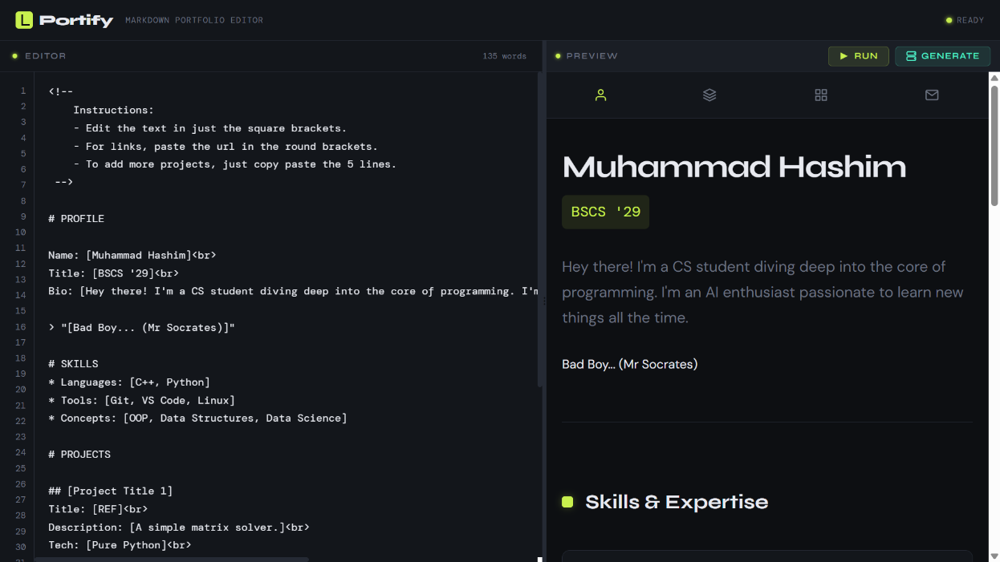 L Portify MARKDOWN PORTFOLIO EDITOR READY
EDITOR 135 words
1
2
3
4
5
6
7
8
9
10
11
12
13
14
15
16
17
18
19
20
21
22
23
24
25
26
27
28
29
30
31
<!--
Instructions:
- Edit the text in just the square brackets.
- For links, paste the url in the round brackets.
- To add more projects, just copy paste the 5 lines.
-->
# PROFILE
Name: [Muhammad Hashim]<br>
Title: [BSCS '29]<br>
Bio: [Hey there! I'm a CS student diving deep into the core of programming. I'm
> "[Bad Boy... (Mr Socrates)]"
# SKILLS
* Languages: [C++, Python]
* Tools: [Git, VS Code, Linux]
* Concepts: [OOP, Data Structures, Data Science]
# PROJECTS
## [Project Title 1]
Title: [REF]<br>
Description: [A simple matrix solver.]<br>
Tech: [Pure Python]<br>
PREVIEW RUN GENERATE
Muhammad Hashim
BSCS '29
Hey there! I'm a CS student diving deep into the core of
programming. I'm an AI enthusiast passionate to learn new
things all the time.
Bad Boy... (Mr Socrates)
Skills & Expertise